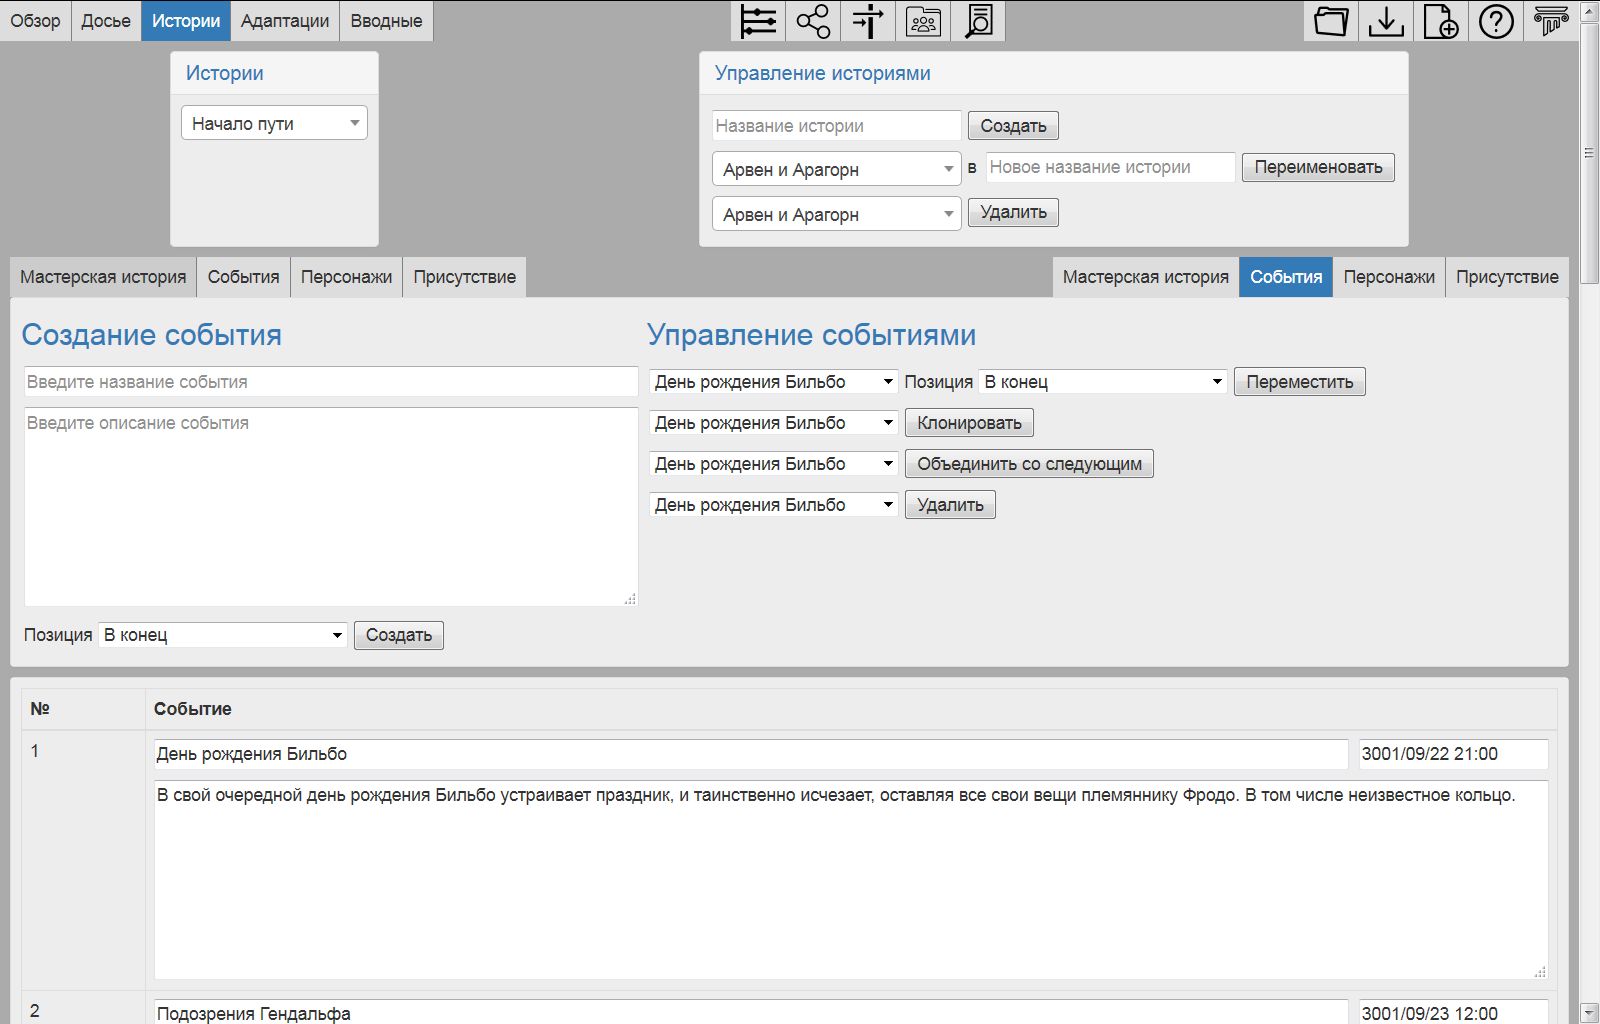 Обзор Досье Истории Адаптации Вводные
Истории
Управление историями
Начало пути
Название истории Создать
Арвен и Арагорн в Новое название истории Переименовать
Арвен и Арагорн Удалить
Мастерская история События Персонажи Присутствие
Мастерская история События Персонажи Присутствие
Создание события
Управление событиями
Введите название события
День рождения Бильбо Позиция В конец Переместить
Введите описание события
День рождения Бильбо Клонировать
День рождения Бильбо Объединить со следующим
День рождения Бильбо Удалить
Позиция В конец Создать
№ Событие
1 День рождения Бильбо 3001/09/22 21:00
В свой очередной день рождения Бильбо устраивает праздник, и таинственно исчезает, оставляя все свои вещи племяннику Фродо. В том числе неизвестное кольцо.
2 Подозрения Гендальфа 3001/09/23 12:00